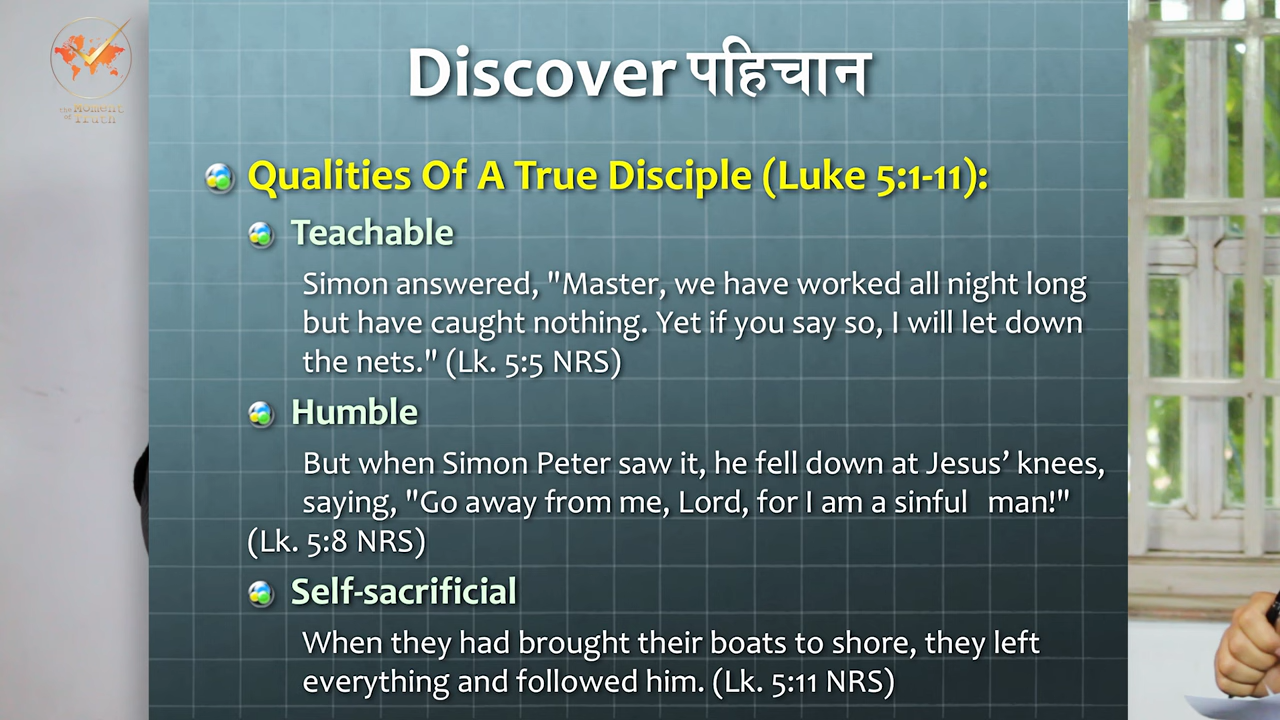 The Moment
of Truth
Discover पहिचान
Qualities Of A True Disciple (Luke 5:1-11):
Teachable
Simon answered, "Master, we have worked all night long
but have caught nothing. Yet if you say so, I will let down
the nets." (Lk. 5:5 NRS)
Humble
But when Simon Peter saw it, he fell down at Jesus’ knees,
saying, "Go away from me, Lord, for I am a sinful man!"
(Lk. 5:8 NRS)
Self-sacrificial
When they had brought their boats to shore, they left
everything and followed him. (Lk. 5:11 NRS)